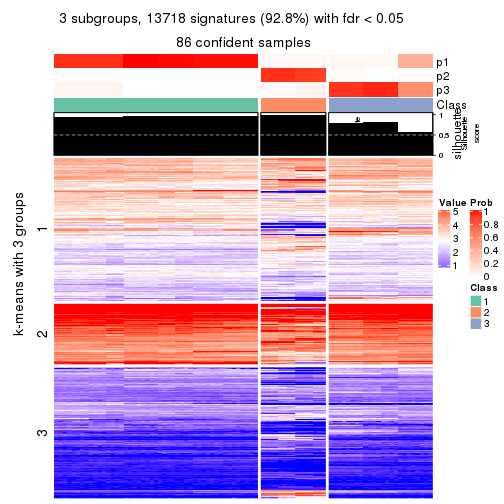 3 subgroups, 13718 signatures (92.8%) with fdr < 0.05
86 confident samples
p1
p2
p3
Class
1
0.5
0
silhouette
Silhouette
score
k-means with 3 groups
1
2
3
Value
5
4
3
2
1
Prob
1
0.8
0.6
0.4
0.2
0
Class
1
2
3